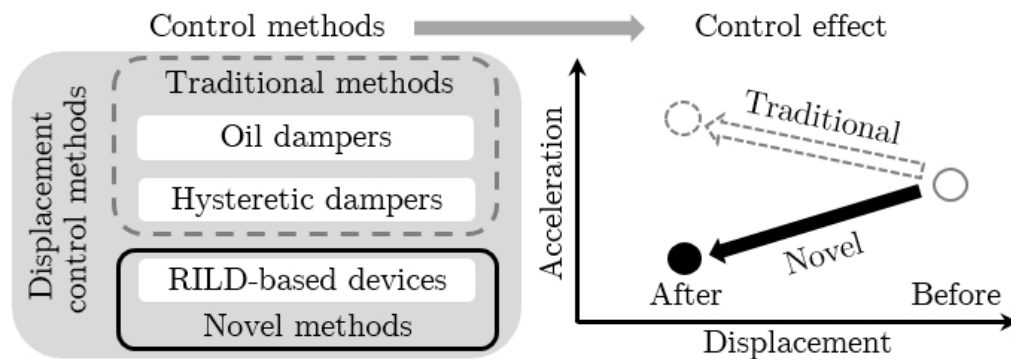 Control methods
Control effect
Displacement
control methods
Traditional methods
Oil dampers
Hysteretic dampers
RILD-based devices
Novel methods
Acceleration
Traditional
Novel
After
Before
Displacement